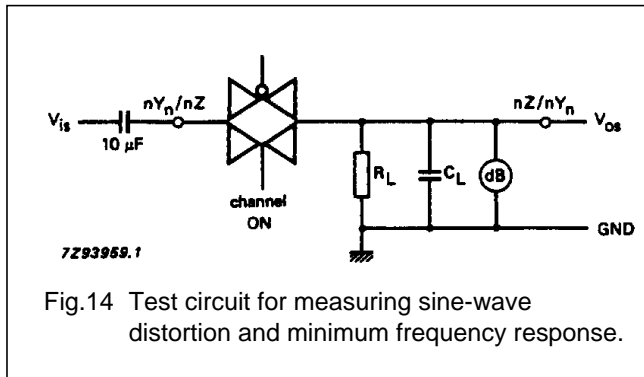 nYn/nZ
nZ/nYn
Vis
10 µF
Vos
RL
CL
dB
channel
ON
GND
7Z93959.1
Fig.14 Test circuit for measuring sine-wave
distortion and minimum frequency response.